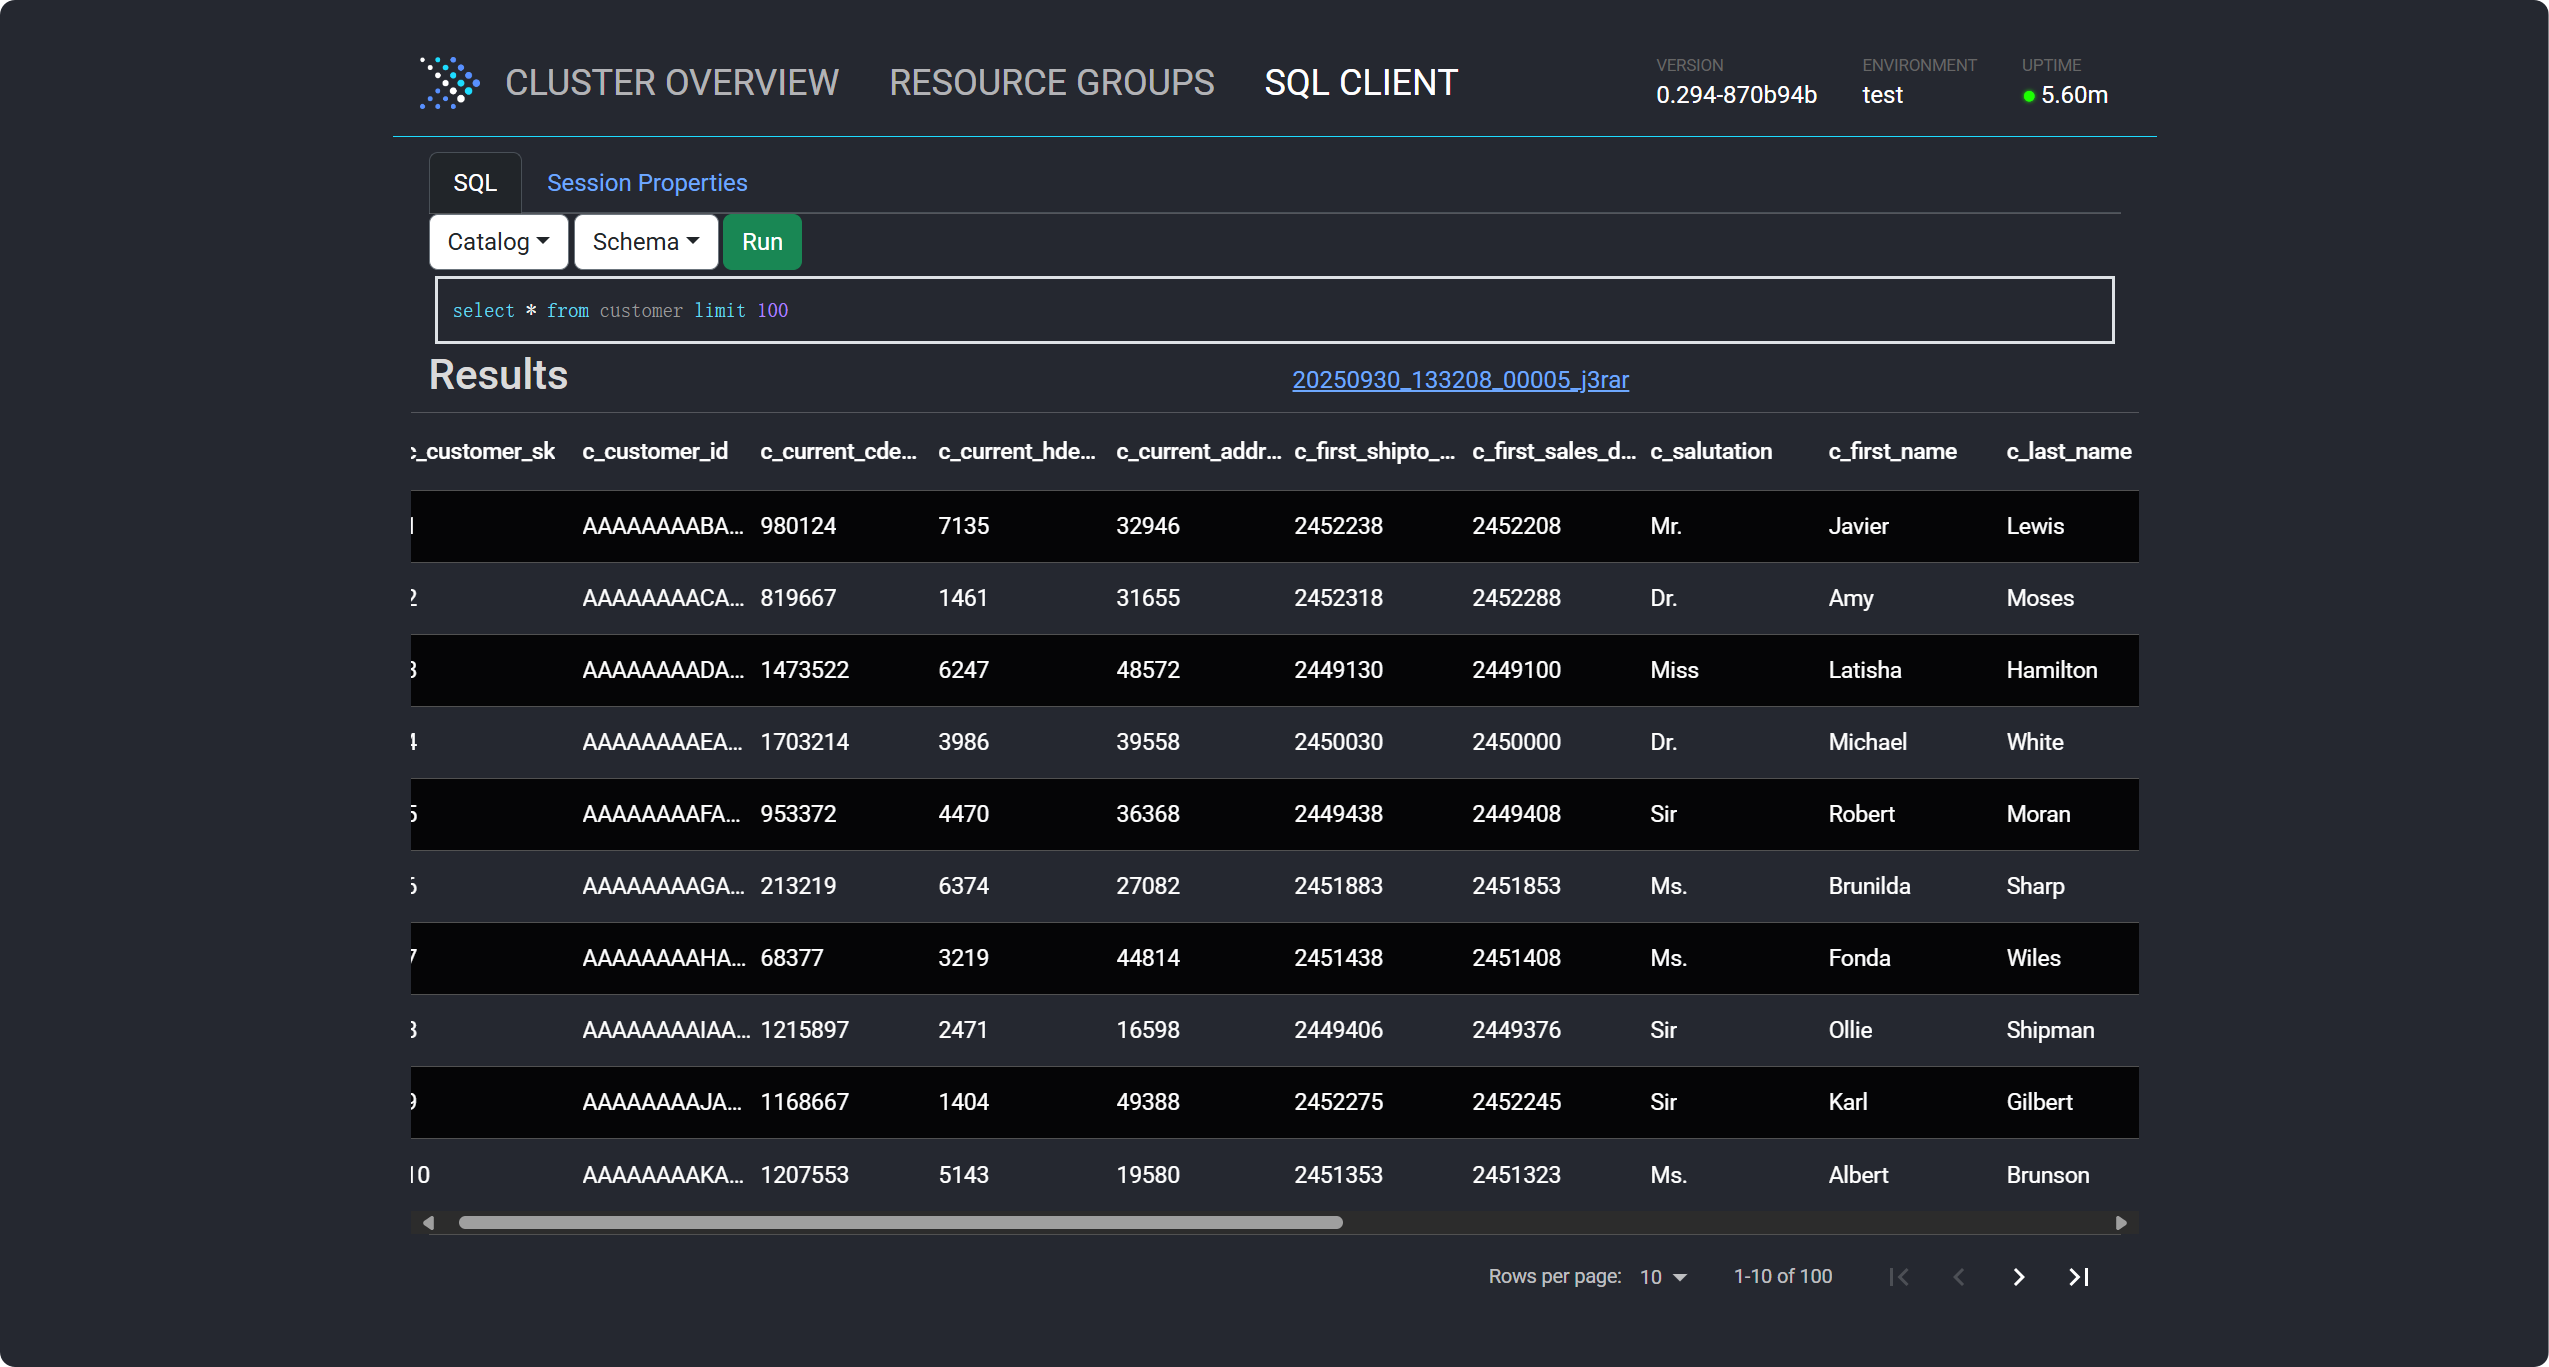 CLUSTER OVERVIEW RESOURCE GROUPS SQL CLIENT VERSION 0.294-870b94b ENVIRONMENT test UPTIME 5.60m
SQL Session Properties
Catalog Schema Run
select * from customer limit 100
Results 20250930_133208_00005_j3rar
c_customer_sk c_customer_id c_current_cde... c_current_hde... c_current_addr... c_first_shipto_... c_first_sales_d... c_salutation c_first_name c_last_name
1 AAAAAAAABA... 980124 7135 32946 2452238 2452208 Mr. Javier Lewis
2 AAAAAAAACA... 819667 1461 31655 2452318 2452288 Dr. Amy Moses
3 AAAAAAAADA... 1473522 6247 48572 2449130 2449100 Miss Latisha Hamilton
4 AAAAAAAAEA... 1703214 3986 39558 2450030 2450000 Dr. Michael White
5 AAAAAAAAFA... 953372 4470 36368 2449438 2449408 Sir Robert Moran
6 AAAAAAAAGA... 213219 6374 27082 2451883 2451853 Ms. Brunilda Sharp
7 AAAAAAAAHA... 68377 3219 44814 2451438 2451408 Ms. Fonda Wiles
8 AAAAAAAAIAA... 1215897 2471 16598 2449406 2449376 Sir Ollie Shipman
9 AAAAAAAAJA... 1168667 1404 49388 2452275 2452245 Sir Karl Gilbert
10 AAAAAAAAKA... 1207553 5143 19580 2451353 2451323 Ms. Albert Brunson
Rows per page: 10 1-10 of 100